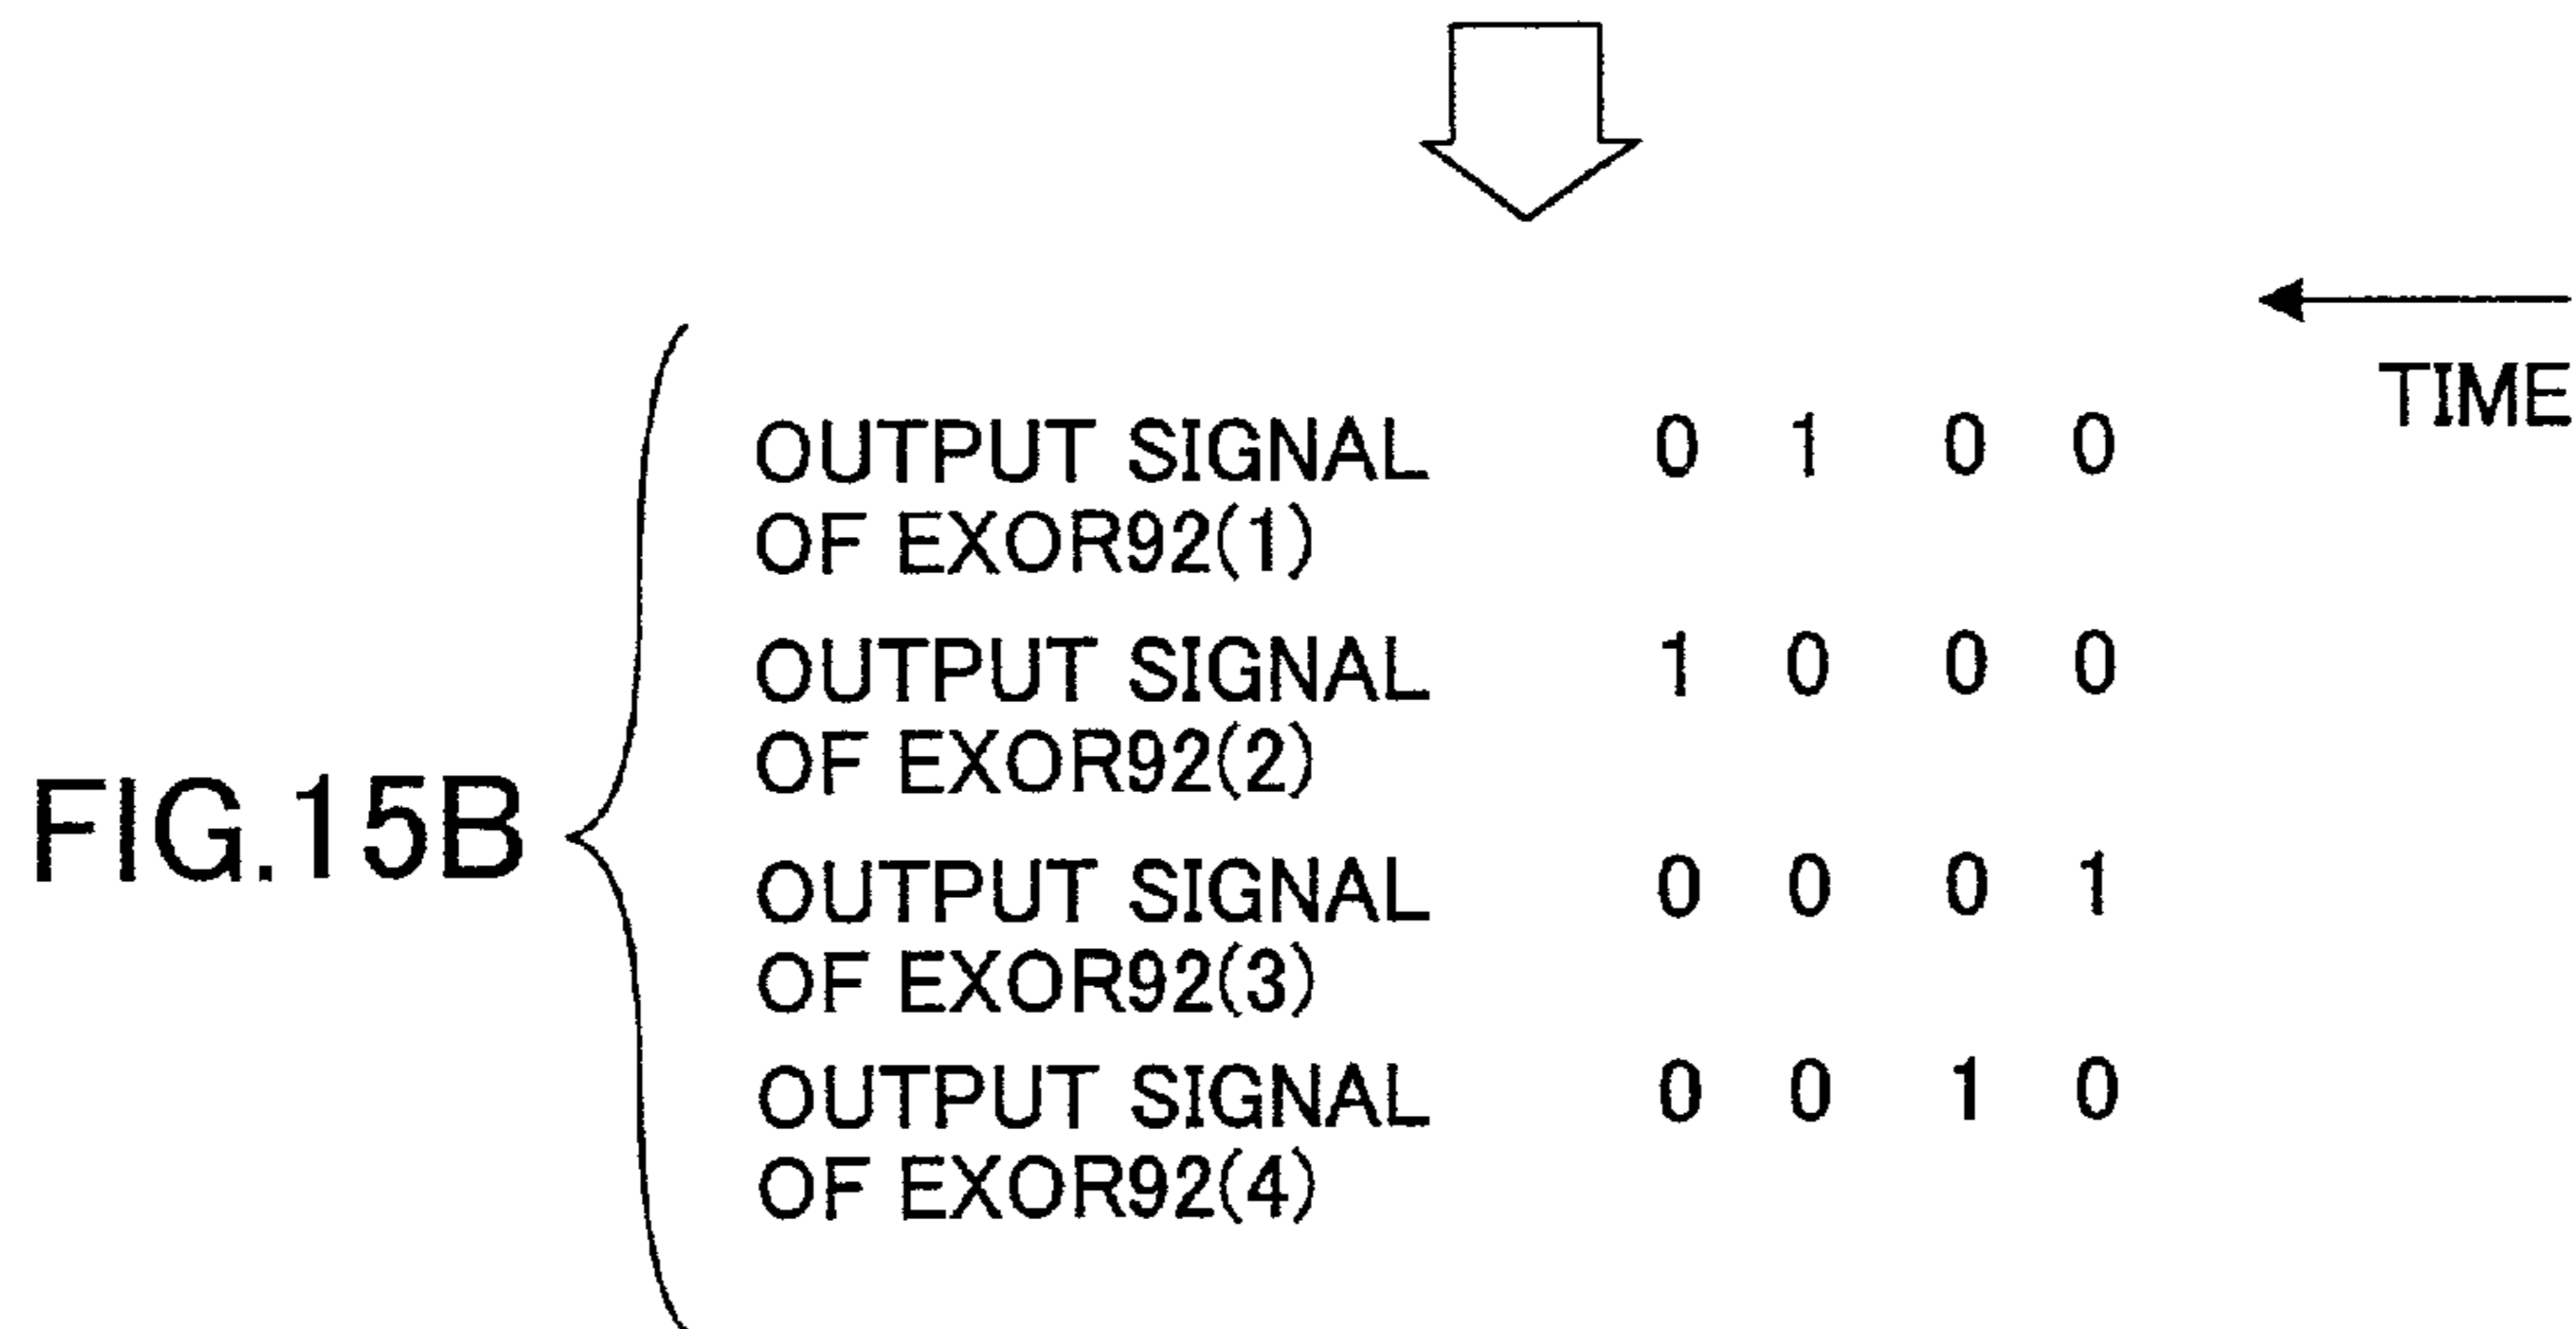 TIME
OUTPUT SIGNAL 0 1 0 0
OF EXOR92(1)
OUTPUT SIGNAL 1 0 0 0
OF EXOR92(2)
FIG.15B
OUTPUT SIGNAL 0 0 0 1
OF EXOR92(3)
OUTPUT SIGNAL 0 0 1 0
OF EXOR92(4)